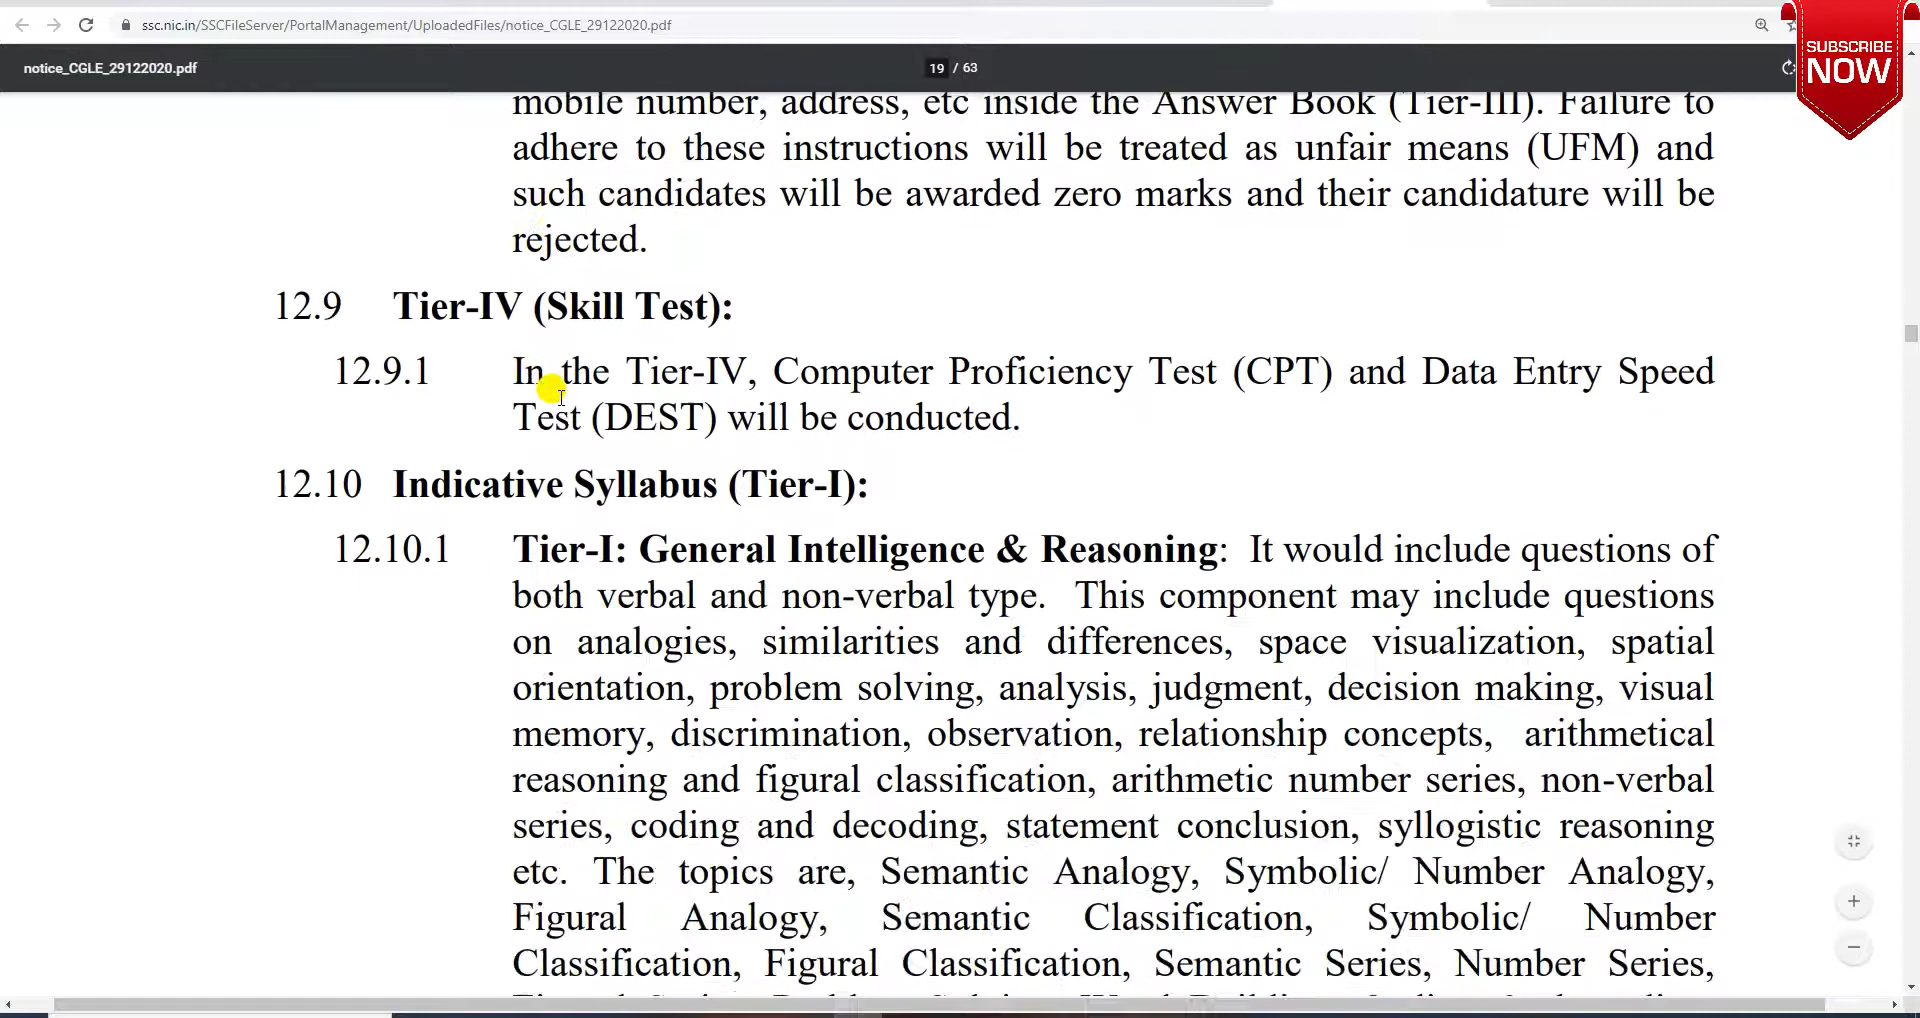 ssc.nic.in/SSCFileServer/PortalManagement/UploadedFiles/notice_CGLE_29122020.pdf
SUBSCRIBE
NOW
notice_CGLE_29122020.pdf
19 / 63
mobile number, address, etc inside the Answer Book (Tier-III). Failure to
adhere to these instructions will be treated as unfair means (UFM) and
such candidates will be awarded zero marks and their candidature will be
rejected.
12.9 Tier-IV (Skill Test):
12.9.1 In the Tier-IV, Computer Proficiency Test (CPT) and Data Entry Speed
Test (DEST) will be conducted.
12.10 Indicative Syllabus (Tier-I):
12.10.1 Tier-I: General Intelligence & Reasoning: It would include questions of
both verbal and non-verbal type. This component may include questions
on analogies, similarities and differences, space visualization, spatial
orientation, problem solving, analysis, judgment, decision making, visual
memory, discrimination, observation, relationship concepts, arithmetical
reasoning and figural classification, arithmetic number series, non-verbal
series, coding and decoding, statement conclusion, syllogistic reasoning
etc. The topics are, Semantic Analogy, Symbolic/ Number Analogy,
Figural Analogy, Semantic Classification, Symbolic/ Number
Classification, Figural Classification, Semantic Series, Number Series,